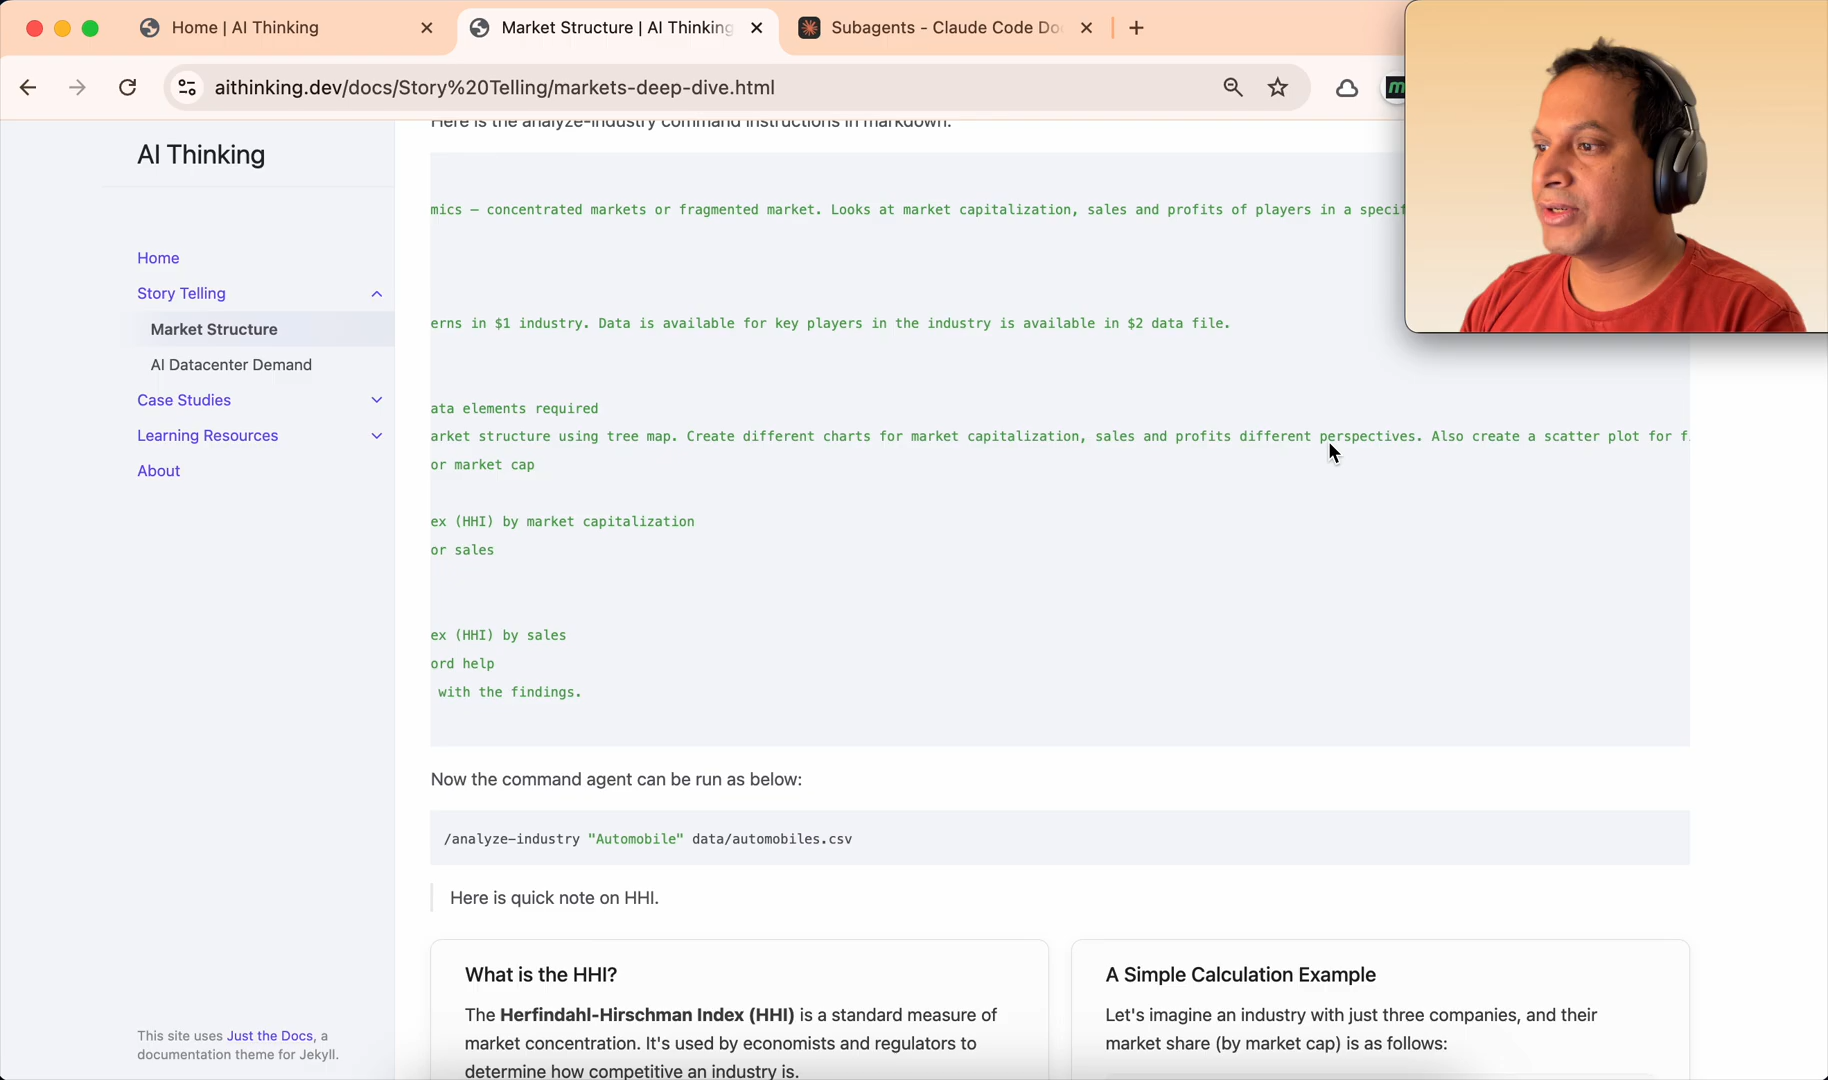 Home | AI Thinking
Market Structure | AI Thinking
Subagents - Claude Code Do
aithinking.dev/docs/Story%20Telling/markets-deep-dive.html
AI Thinking
Home
Story Telling
Market Structure
AI Datacenter Demand
Case Studies
Learning Resources
About
This site uses Just the Docs, a
documentation theme for Jekyll.
Here is the analyze-industry command instructions in markdown.
mics – concentrated markets or fragmented market. Looks at market capitalization, sales and profits of players in a specif
erns in $1 industry. Data is available for key players in the industry is available in $2 data file.
ata elements required
arket structure using tree map. Create different charts for market capitalization, sales and profits different perspectives. Also create a scatter plot for f
or market cap
ex (HHI) by market capitalization
or sales
ex (HHI) by sales
ord help
with the findings.
Now the command agent can be run as below:
/analyze-industry "Automobile" data/automobiles.csv
Here is quick note on HHI.
What is the HHI?
The Herfindahl-Hirschman Index (HHI) is a standard measure of
market concentration. It's used by economists and regulators to
determine how competitive an industry is.
A Simple Calculation Example
Let's imagine an industry with just three companies, and their
market share (by market cap) is as follows: